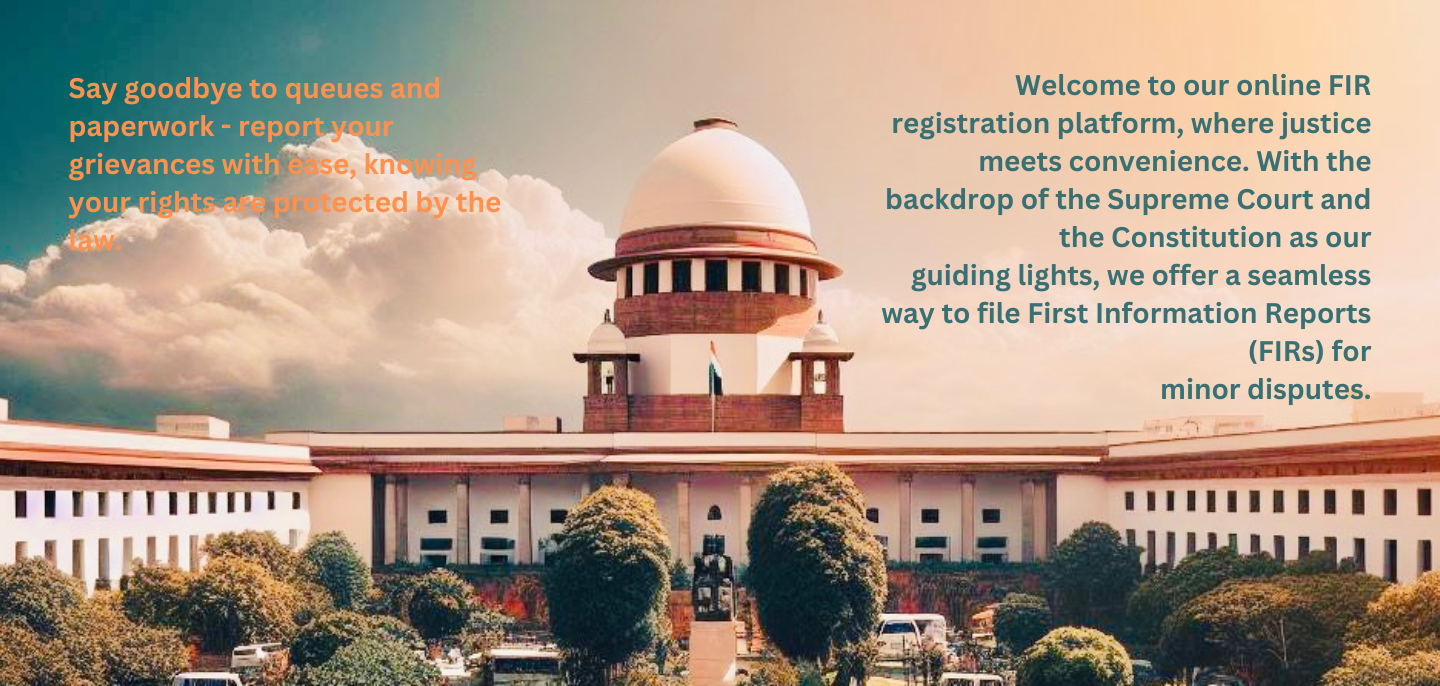 Say goodbye to queues and
paperwork - report your
grievances with ease, knowing
your rights are protected by the
law.
Welcome to our online FIR
registration platform, where justice
meets convenience. With the
backdrop of the Supreme Court and
the Constitution as our
guiding lights, we offer a seamless
way to file First Information Reports
(FIRs) for
minor disputes.